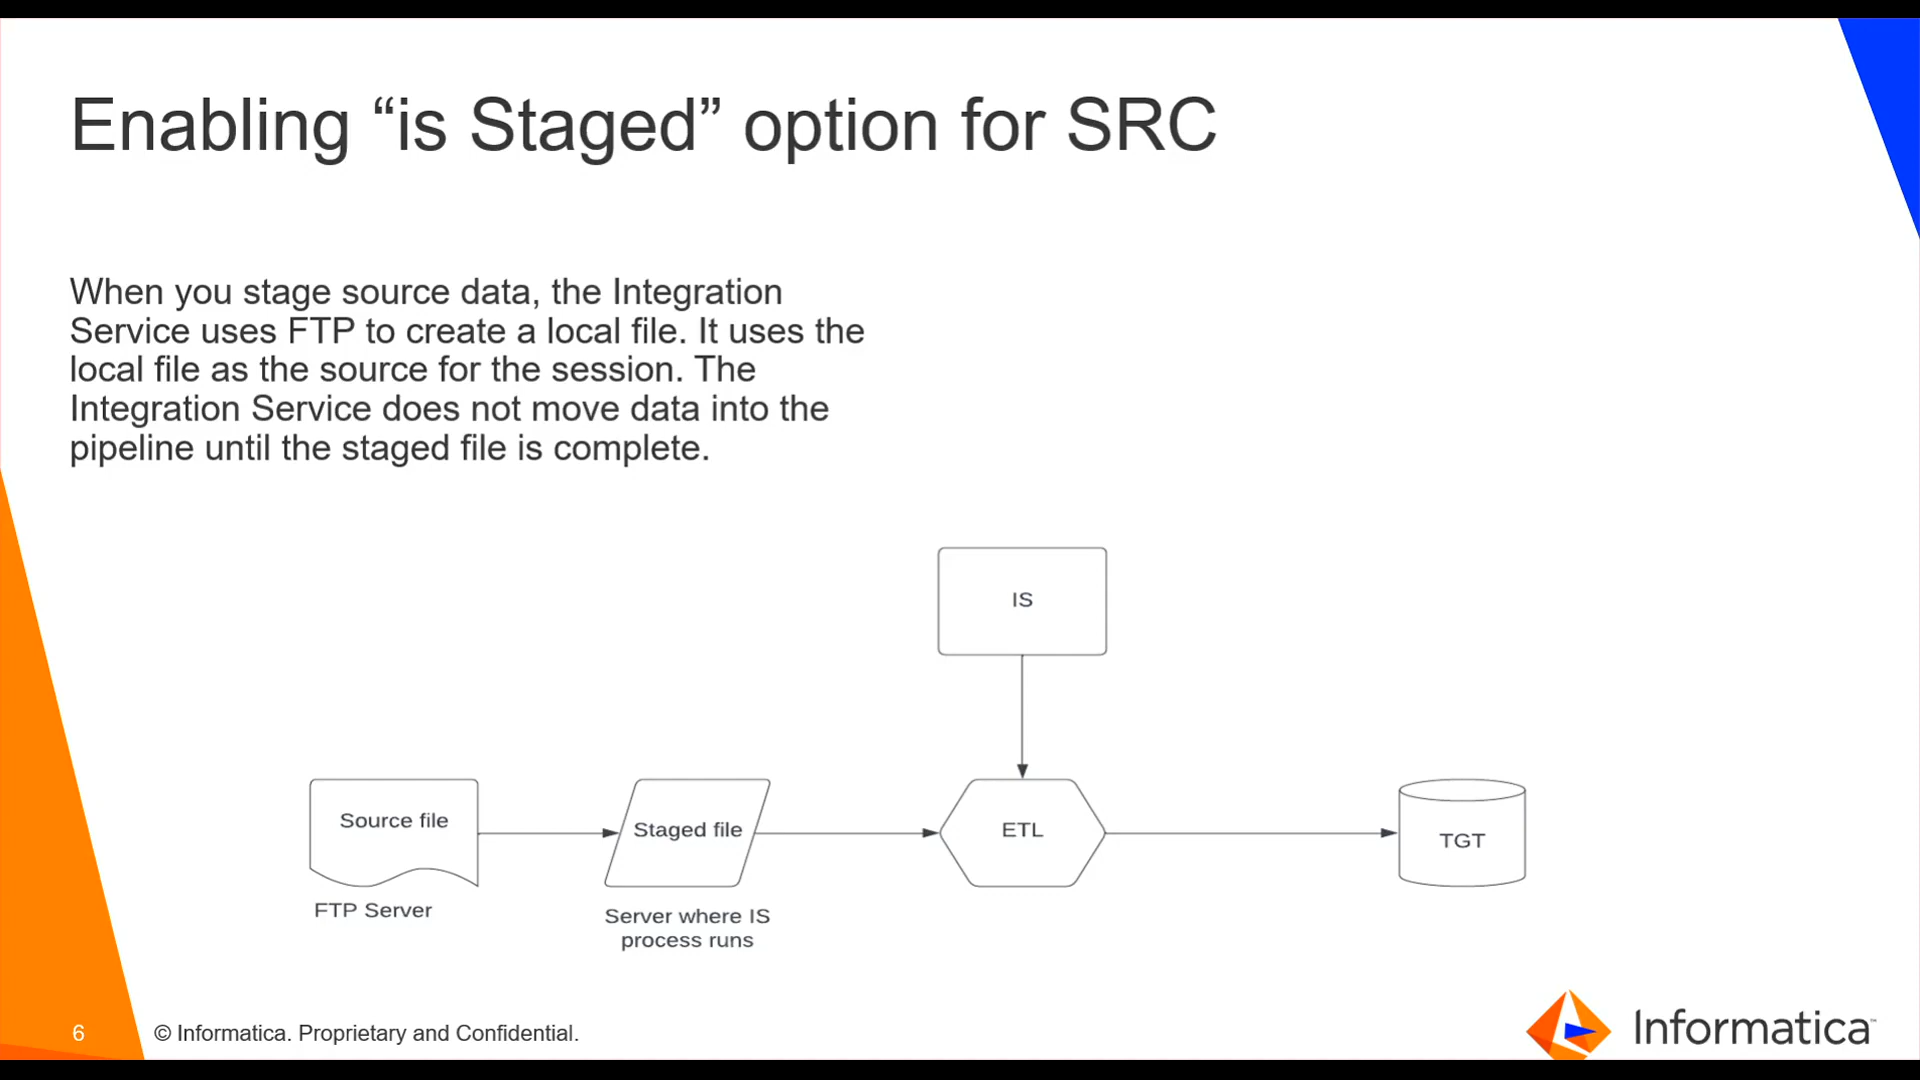 Enabling “is Staged” option for SRC
When you stage source data, the Integration
Service uses FTP to create a local file. It uses the
local file as the source for the session. The
Integration Service does not move data into the
pipeline until the staged file is complete.
IS
Source file
Staged file
ETL
TGT
FTP Server
Server where IS
process runs
6
© Informatica. Proprietary and Confidential.
Informatica™